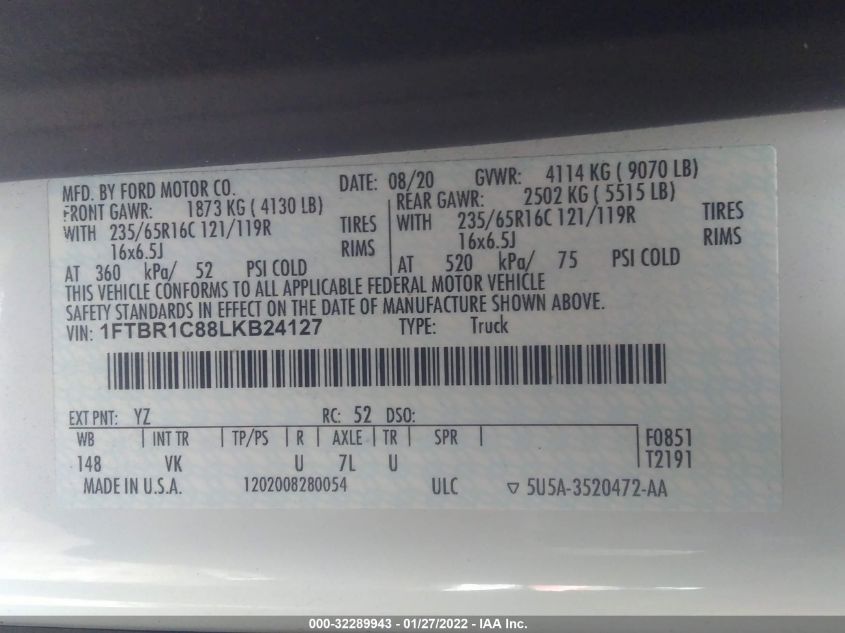 MFD. BY FORD MOTOR CO. DATE: 08/20 GVWR: 4114 KG ( 9070 LB)
FRONT GAWR: 1873 KG ( 4130 LB) REAR GAWR: 2502 KG ( 5515 LB)
WITH 235/65R16C 121/119R TIRES WITH 235/65R16C 121/119R TIRES
16x6.5J RIMS 16x6.5J RIMS
AT 360 kPa/ 52 PSI COLD AT 520 kPa/ 75 PSI COLD
THIS VEHICLE CONFORMS TO ALL APPLICABLE FEDERAL MOTOR VEHICLE
SAFETY STANDARDS IN EFFECT ON THE DATE OF MANUFACTURE SHOWN ABOVE.
VIN: 1FTBR1C88LKB24127 TYPE: Truck
EXT PNT: YZ RC: 52 DSO:
WB INT TR TP/PS R AXLE TR SPR F0851
148 VK U 7L U T2191
MADE IN U.S.A. 1202008280054 ULC ▽ 5U5A-3520472-AA
000-32289943 - 01/27/2022 - IAA Inc.